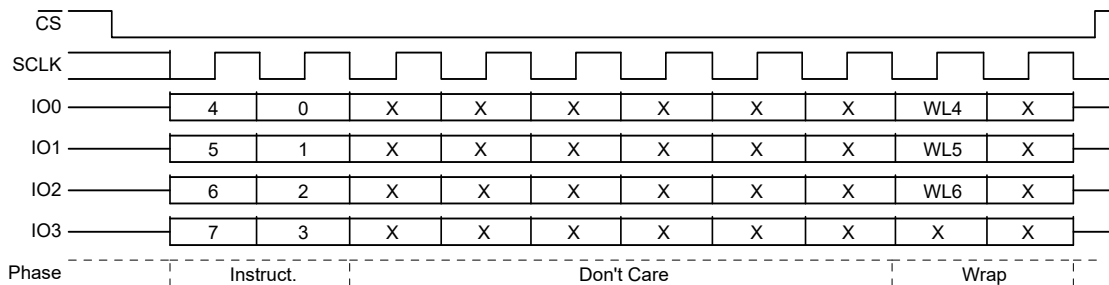 CS
SCLK
IO0 4 0 X X X X X X WL4 X
IO1 5 1 X X X X X X WL5 X
IO2 6 2 X X X X X X WL6 X
IO3 7 3 X X X X X X X X
Phase Instruct. Don't Care Wrap